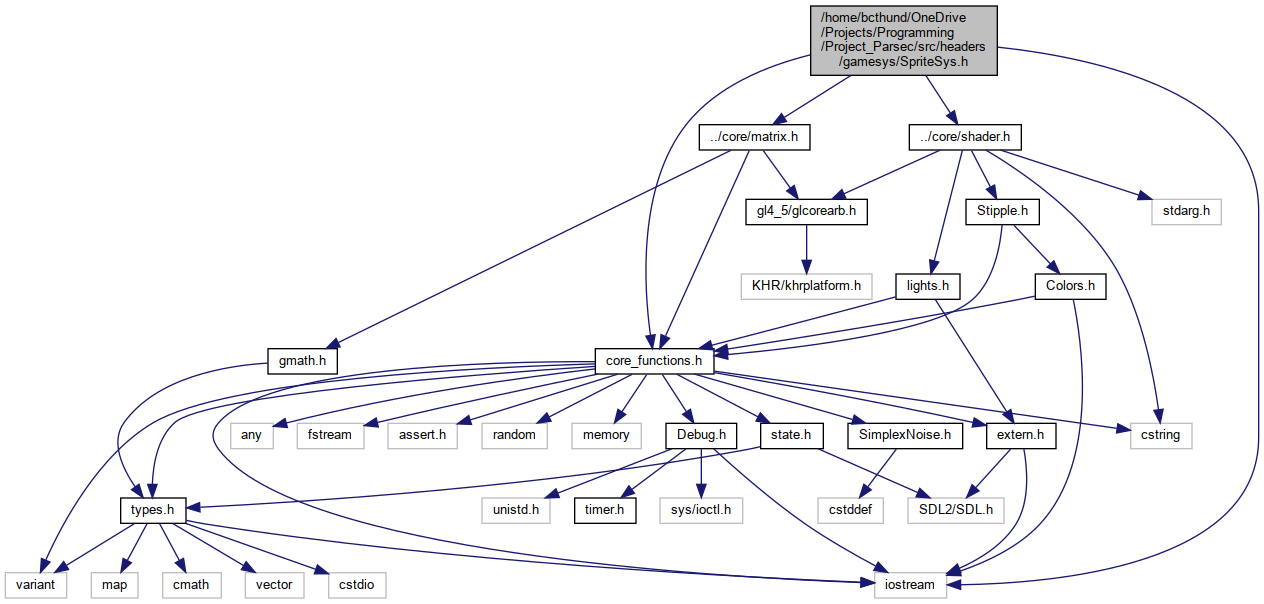 /home/bcthund/OneDrive
/Projects/Programming
/Project_Parsec/src/headers
/gamesys/SpriteSys.h
../core/matrix.h
../core/shader.h
gl4_5/glcorearb.h
Stipple.h
stdarg.h
KHR/khrplatform.h
lights.h
Colors.h
gmath.h
core_functions.h
any
fstream
assert.h
random
memory
Debug.h
state.h
SimplexNoise.h
extern.h
cstring
types.h
unistd.h
timer.h
sys/ioctl.h
cstddef
SDL2/SDL.h
variant
map
cmath
vector
cstdio
iostream